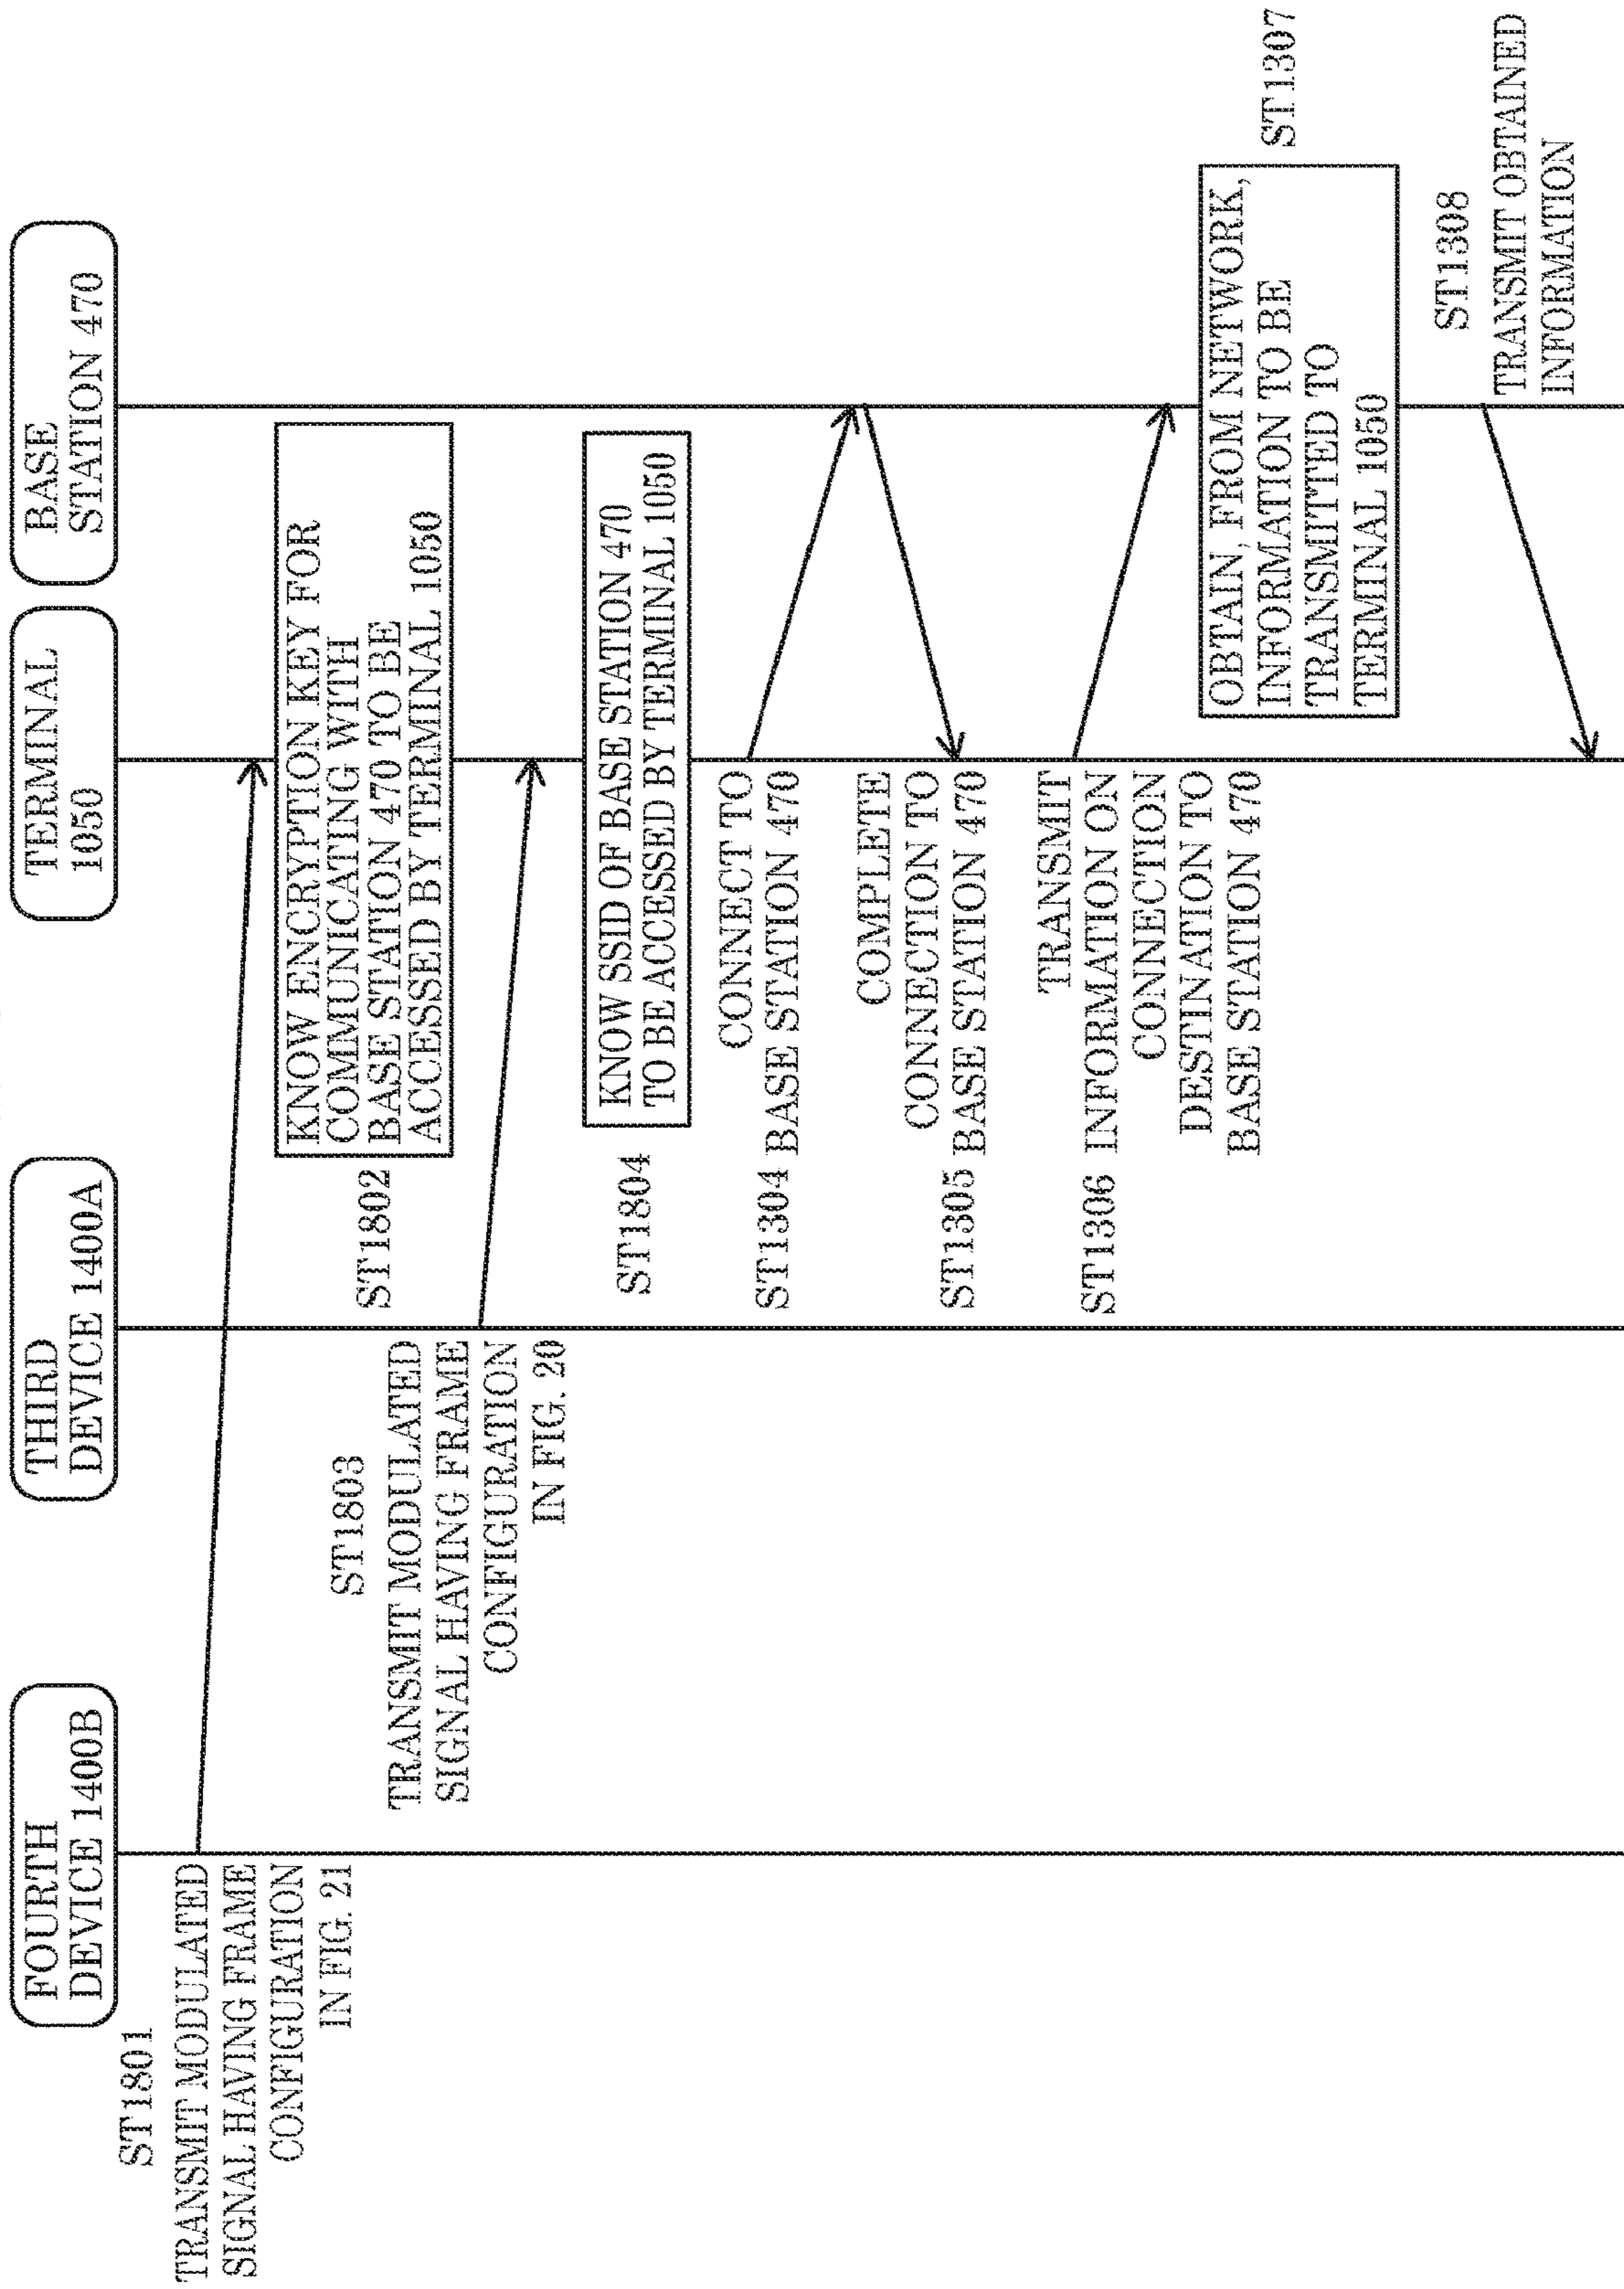 FOURTH
DEVICE 1400B
THIRD
DEVICE 1400A
TERMINAL
1050
BASE
STATION 470
ST1801
TRANSMIT MODULATED
SIGNAL HAVING FRAME
CONFIGURATION
IN FIG. 21
KNOW ENCRYPTION KEY FOR
COMMUNICATING WITH
BASE STATION 470 TO BE
ACCESSED BY TERMINAL 1050
ST1802
ST1803
TRANSMIT MODULATED
SIGNAL HAVING FRAME
CONFIGURATION
IN FIG. 20
KNOW SSID OF BASE STATION 470
TO BE ACCESSED BY TERMINAL 1050
ST1804
CONNECT TO
ST1304 BASE STATION 470
COMPLETE
CONNECTION TO
ST1305 BASE STATION 470
TRANSMIT
ST1306 INFORMATION ON
CONNECTION
DESTINATION TO
BASE STATION 470
OBTAIN, FROM NETWORK,
INFORMATION TO BE
TRANSMITTED TO
TERMINAL 1050
ST1307
ST1308
TRANSMIT OBTAINED
INFORMATION